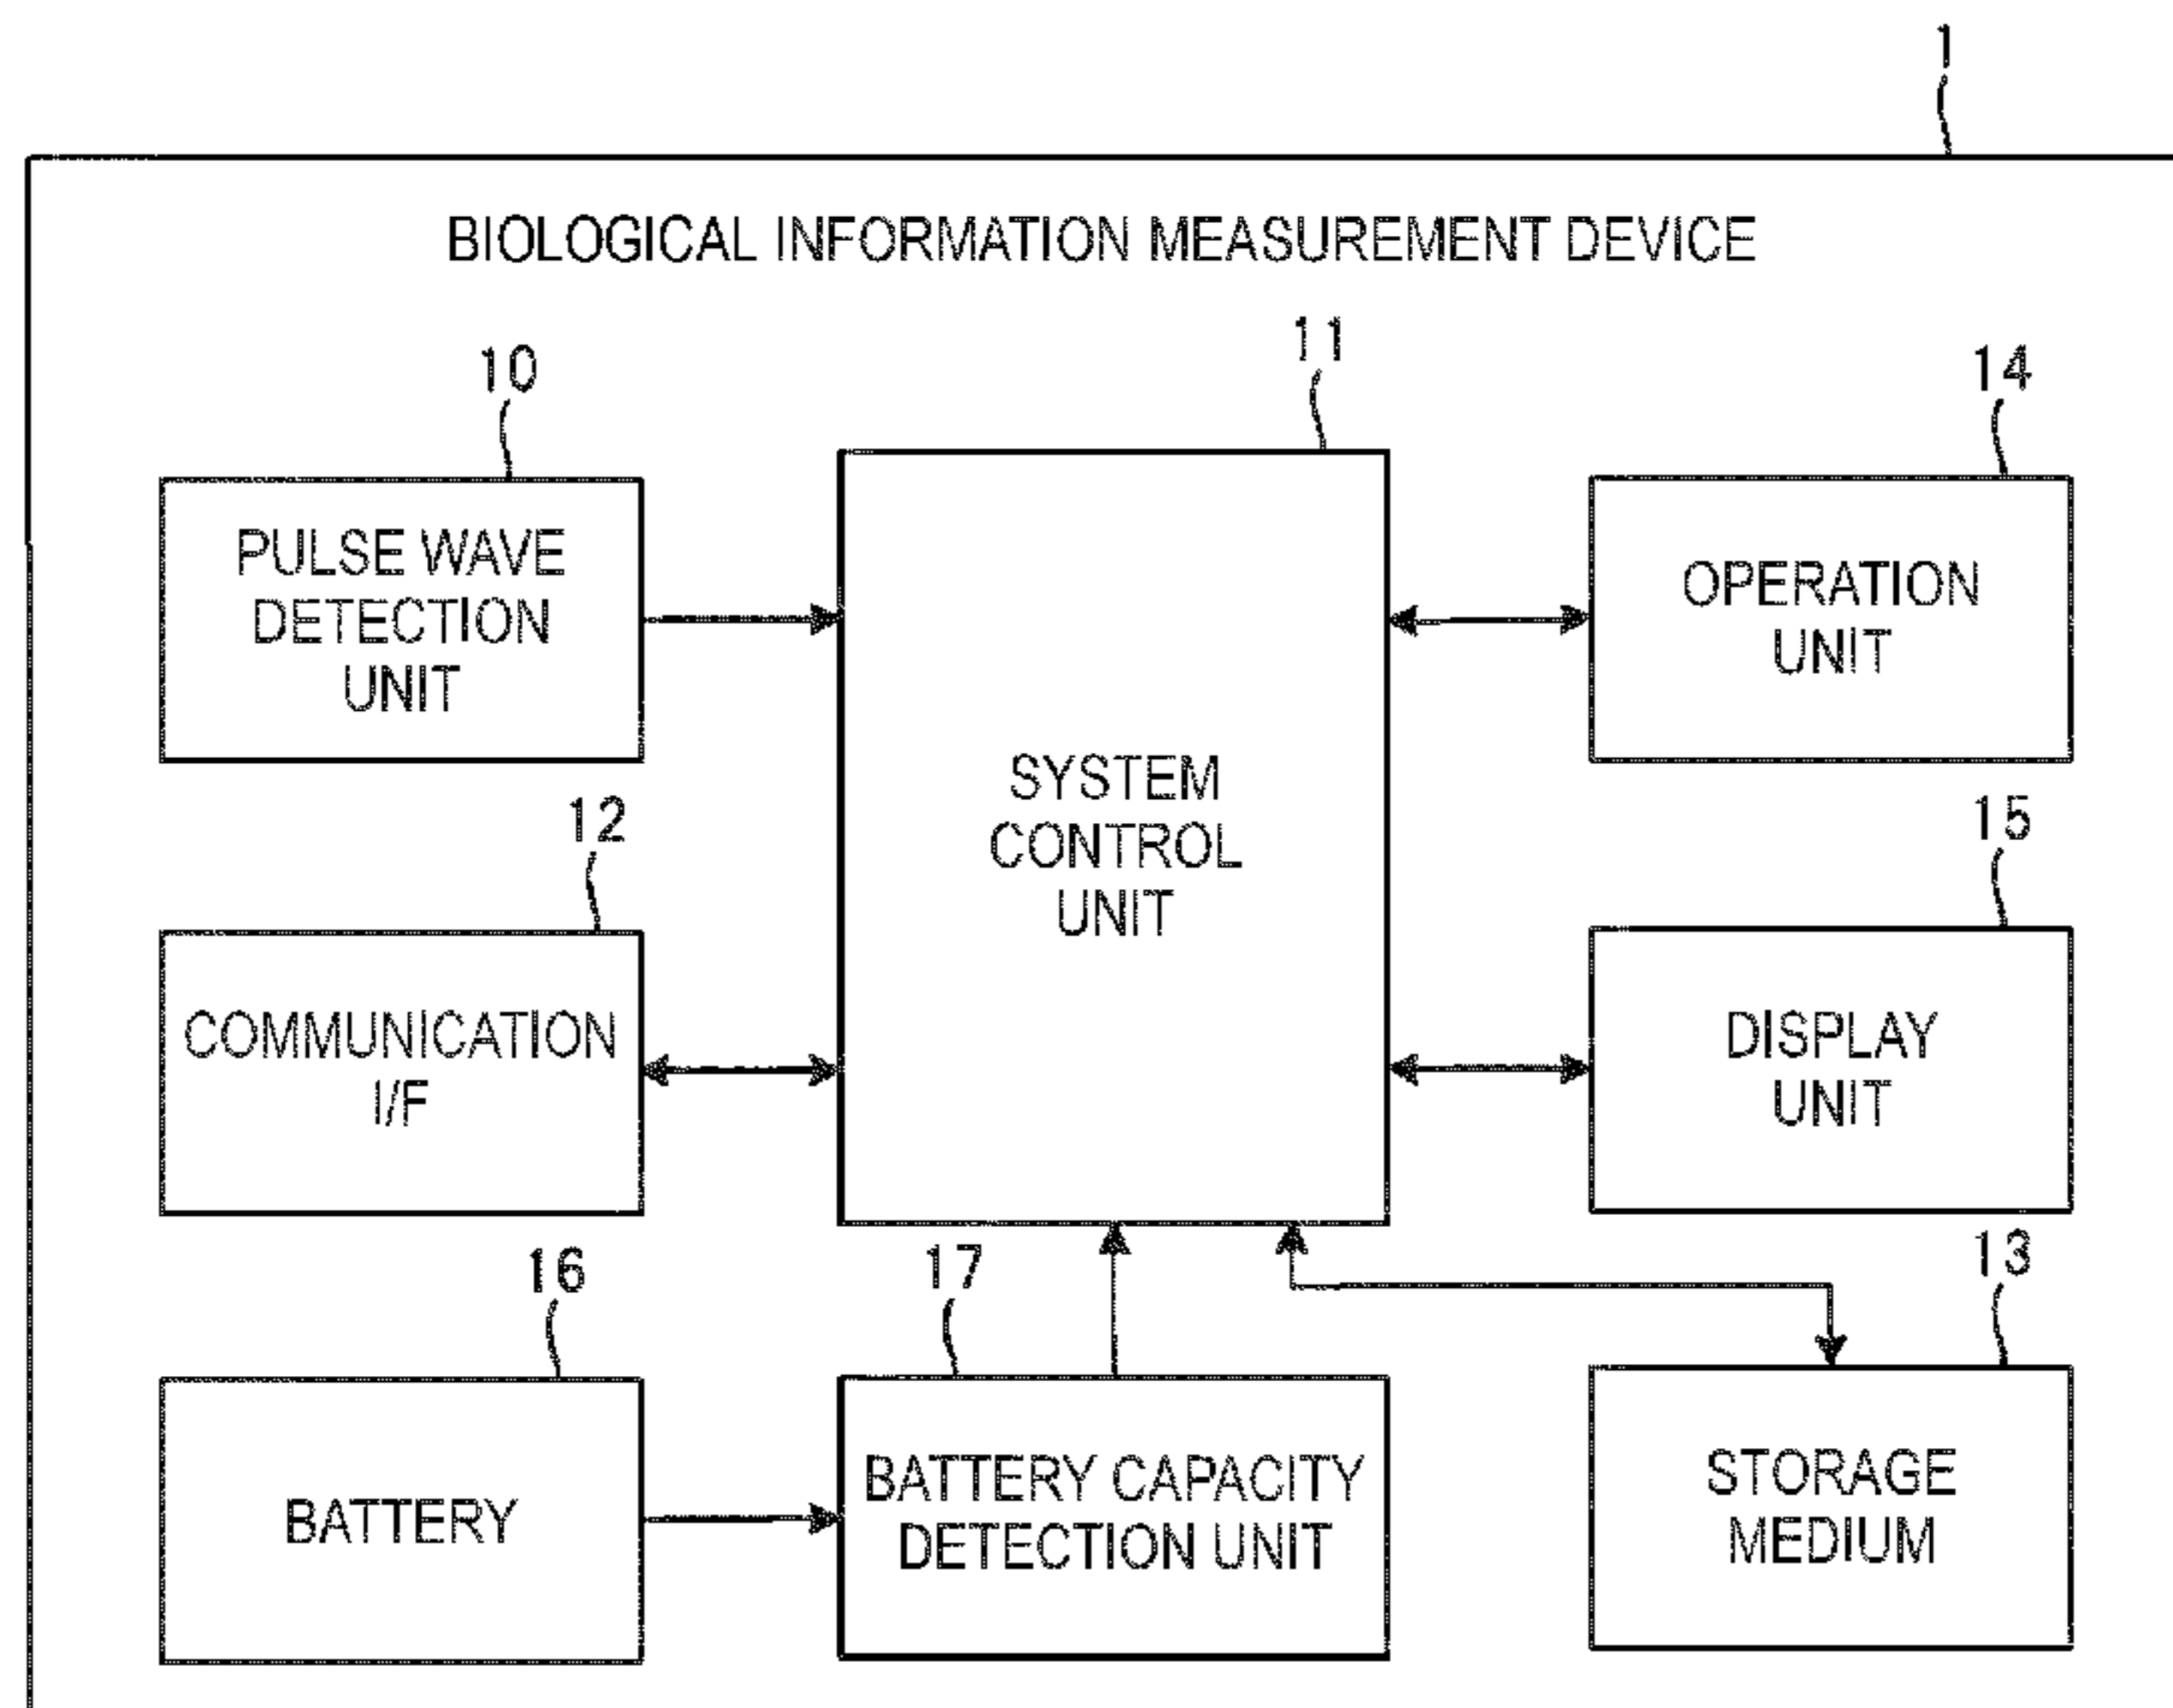 1
BIOLOGICAL INFORMATION MEASUREMENT DEVICE
10
11
14
PULSE WAVE
DETECTION
UNIT
SYSTEM
CONTROL
UNIT
OPERATION
UNIT
12
15
COMMUNICATION
I/F
DISPLAY
UNIT
16
17
13
BATTERY
BATTERY CAPACITY
DETECTION UNIT
STORAGE
MEDIUM